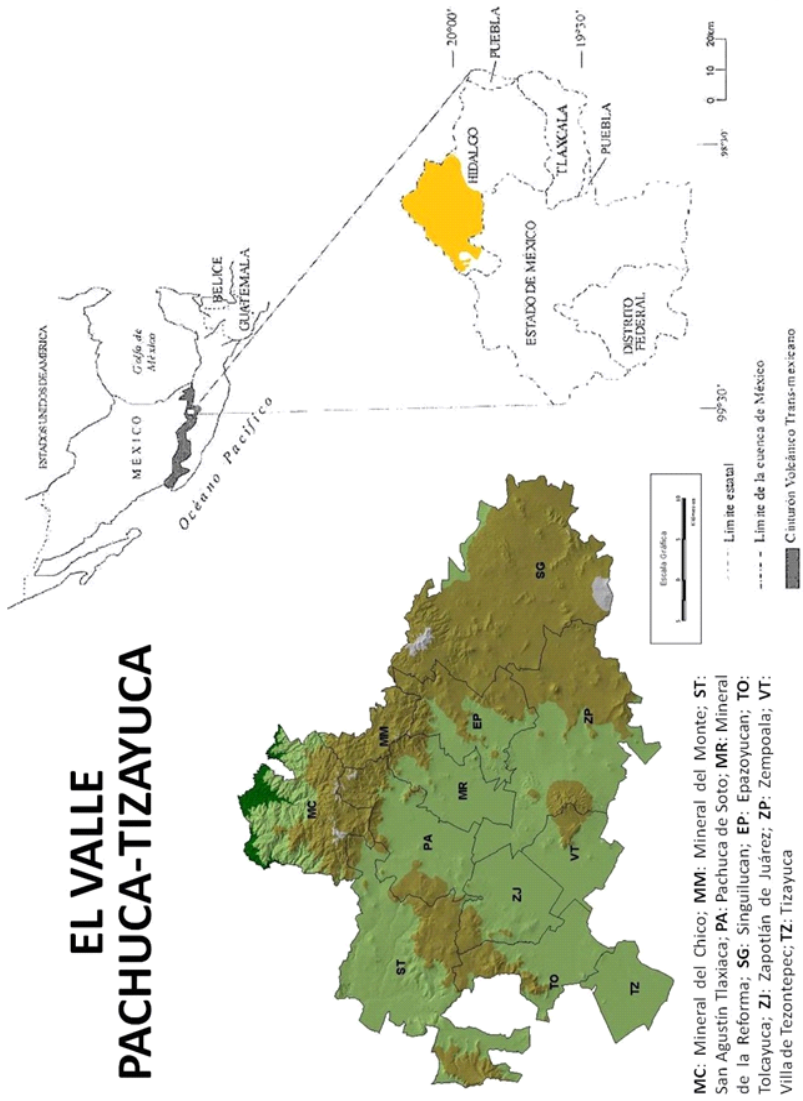 EL VALLE
PACHUCA-TIZAYUCA
MC
MM
ST
PA
MR
EP
SG
ZJ
ZP
VT
TO
TZ
MC: Mineral del Chico; MM: Mineral del Monte; ST:
San Agustín Tlaxiaca; PA: Pachuca de Soto; MR: Mineral
de la Reforma; SG: Singuilucan; EP: Epazoyucan; TO:
Tolcayuca; ZJ: Zapotlán de Juárez; ZP: Zempoala; VT:
Villa de Tezontepec; TZ: Tizayuca
Escala Gráfica
ESTADOS UNIDOS DE AMERICA
MEXICO
Golfo de
México
BELICE
GUATEMALA
Océano Pacífico
20°00'
19°30'
99°30'
PUEBLA
HIDALGO
TLAXCALA
PUEBLA
ESTADO DE MÉXICO
DISTRITO
FEDERAL
0 10 20km
Límite estatal
Límite de la cuenca de México
Cinturón Volcánico Trans-mexicano